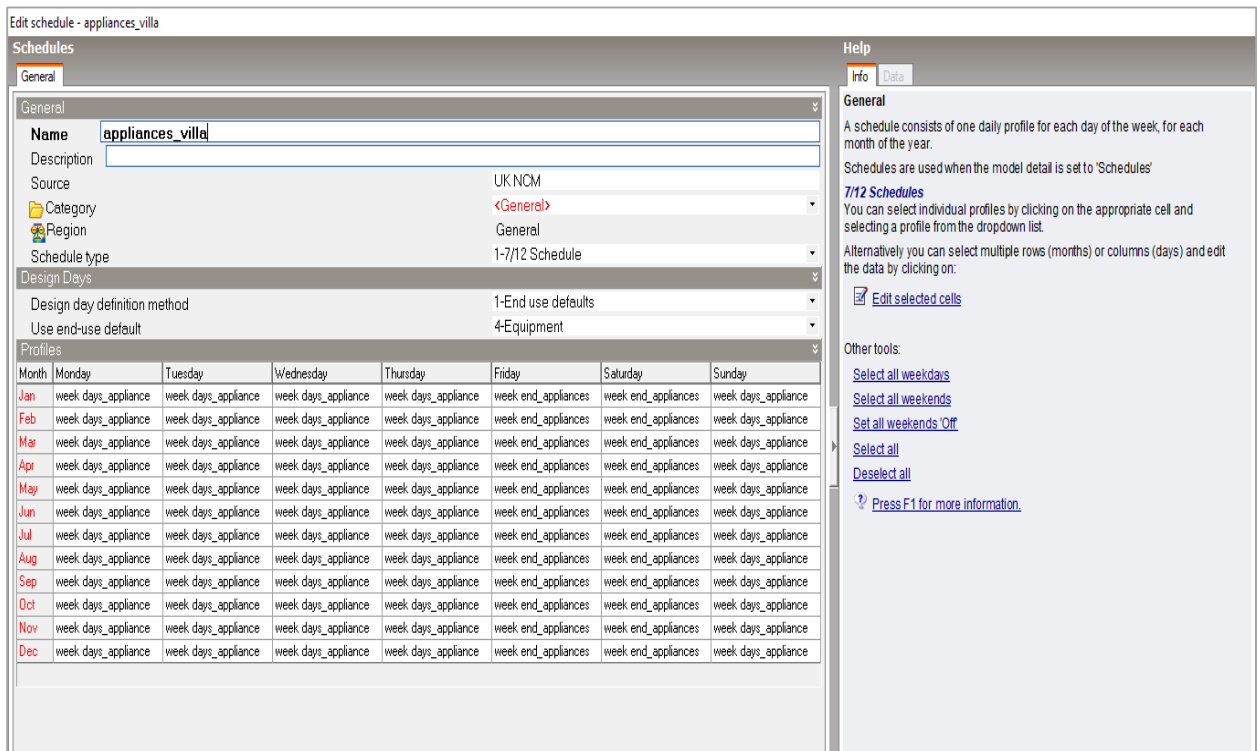 Edit schedule - appliances_villa
Schedules
General
General
Name appliances_villa
Description
Source UK NCM
Category <General>
Region General
Schedule type 1-7/12 Schedule
Design Days
Design day definition method 1-End use defaults
Use end-use default 4-Equipment
Profiles
Month Monday Tuesday Wednesday Thursday Friday Saturday Sunday
Jan week days_appliance week days_appliance week days_appliance week days_appliance week end_appliances week end_appliances week days_appliance
Feb week days_appliance week days_appliance week days_appliance week days_appliance week end_appliances week end_appliances week days_appliance
Mar week days_appliance week days_appliance week days_appliance week days_appliance week end_appliances week end_appliances week days_appliance
Apr week days_appliance week days_appliance week days_appliance week days_appliance week end_appliances week end_appliances week days_appliance
May week days_appliance week days_appliance week days_appliance week days_appliance week end_appliances week end_appliances week days_appliance
Jun week days_appliance week days_appliance week days_appliance week days_appliance week end_appliances week end_appliances week days_appliance
Jul week days_appliance week days_appliance week days_appliance week days_appliance week end_appliances week end_appliances week days_appliance
Aug week days_appliance week days_appliance week days_appliance week days_appliance week end_appliances week end_appliances week days_appliance
Sep week days_appliance week days_appliance week days_appliance week days_appliance week end_appliances week end_appliances week days_appliance
Oct week days_appliance week days_appliance week days_appliance week days_appliance week end_appliances week end_appliances week days_appliance
Nov week days_appliance week days_appliance week days_appliance week days_appliance week end_appliances week end_appliances week days_appliance
Dec week days_appliance week days_appliance week days_appliance week days_appliance week end_appliances week end_appliances week days_appliance
Help
Info Data
General
A schedule consists of one daily profile for each day of the week, for each
month of the year.
Schedules are used when the model detail is set to 'Schedules'
7/12 Schedules
You can select individual profiles by clicking on the appropriate cell and
selecting a profile from the dropdown list.
Alternatively you can select multiple rows (months) or columns (days) and edit
the data by clicking on:
Edit selected cells
Other tools:
Select all weekdays
Select all weekends
Set all weekends 'Off'
Select all
Deselect all
Press F1 for more information.